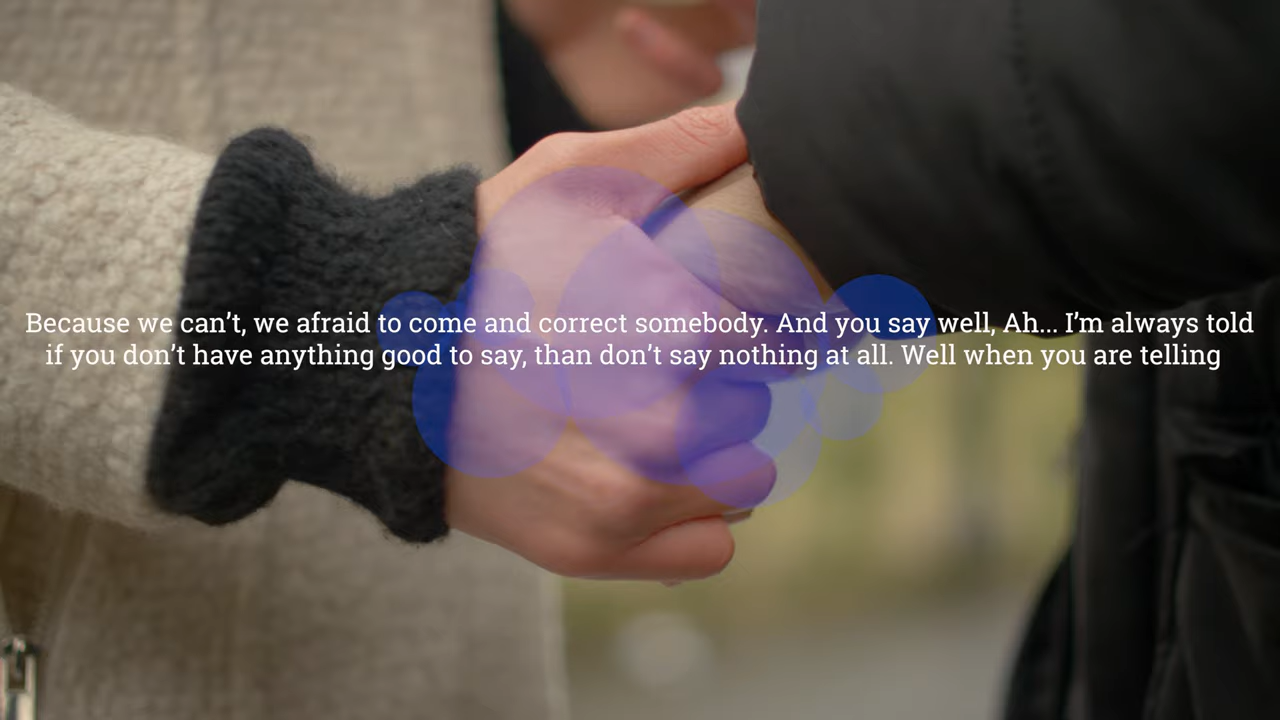 Because we can’t, we afraid to come and correct somebody. And you say well, Ah... I’m always told
if you don’t have anything good to say, than don’t say nothing at all. Well when you are telling